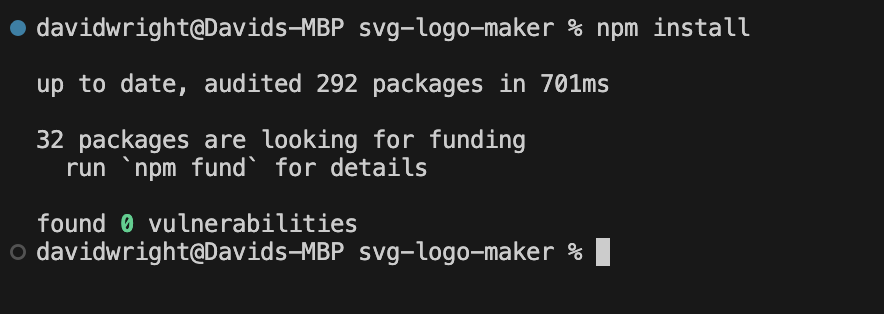 davidwright@Davids-MBP svg-logo-maker % npm install
up to date, audited 292 packages in 701ms
32 packages are looking for funding
  run `npm fund` for details
found 0 vulnerabilities
davidwright@Davids-MBP svg-logo-maker %